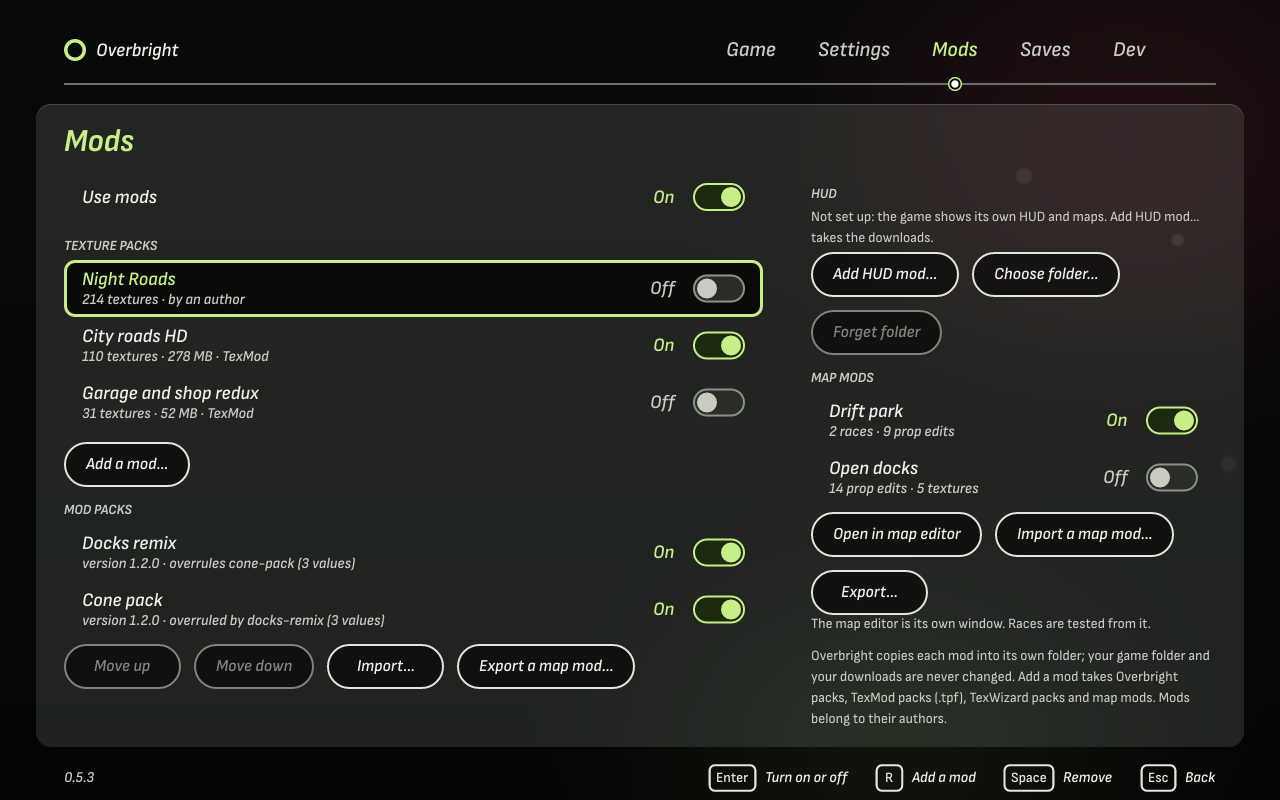 Overbright
Game
Settings
Mods
Saves
Dev
Mods
Use mods
On
TEXTURE PACKS
Night Roads
214 textures · by an author
Off
City roads HD
110 textures · 278 MB · TexMod
On
Garage and shop redux
31 textures · 52 MB · TexMod
Off
Add a mod...
MOD PACKS
Docks remix
version 1.2.0 · overrules cone-pack (3 values)
On
Cone pack
version 1.2.0 · overruled by docks-remix (3 values)
On
Move up
Move down
Import...
Export a map mod...
HUD
Not set up: the game shows its own HUD and maps. Add HUD mod...
takes the downloads.
Add HUD mod...
Choose folder...
Forget folder
MAP MODS
Drift park
2 races · 9 prop edits
On
Open docks
14 prop edits · 5 textures
Off
Open in map editor
Import a map mod...
Export...
The map editor is its own window. Races are tested from it.
Overbright copies each mod into its own folder; your game folder and
your downloads are never changed. Add a mod takes Overbright
packs, TexMod packs (.tpf), TexWizard packs and map mods. Mods
belong to their authors.
0.5.3
Enter Turn on or off
R Add a mod
Space Remove
Esc Back